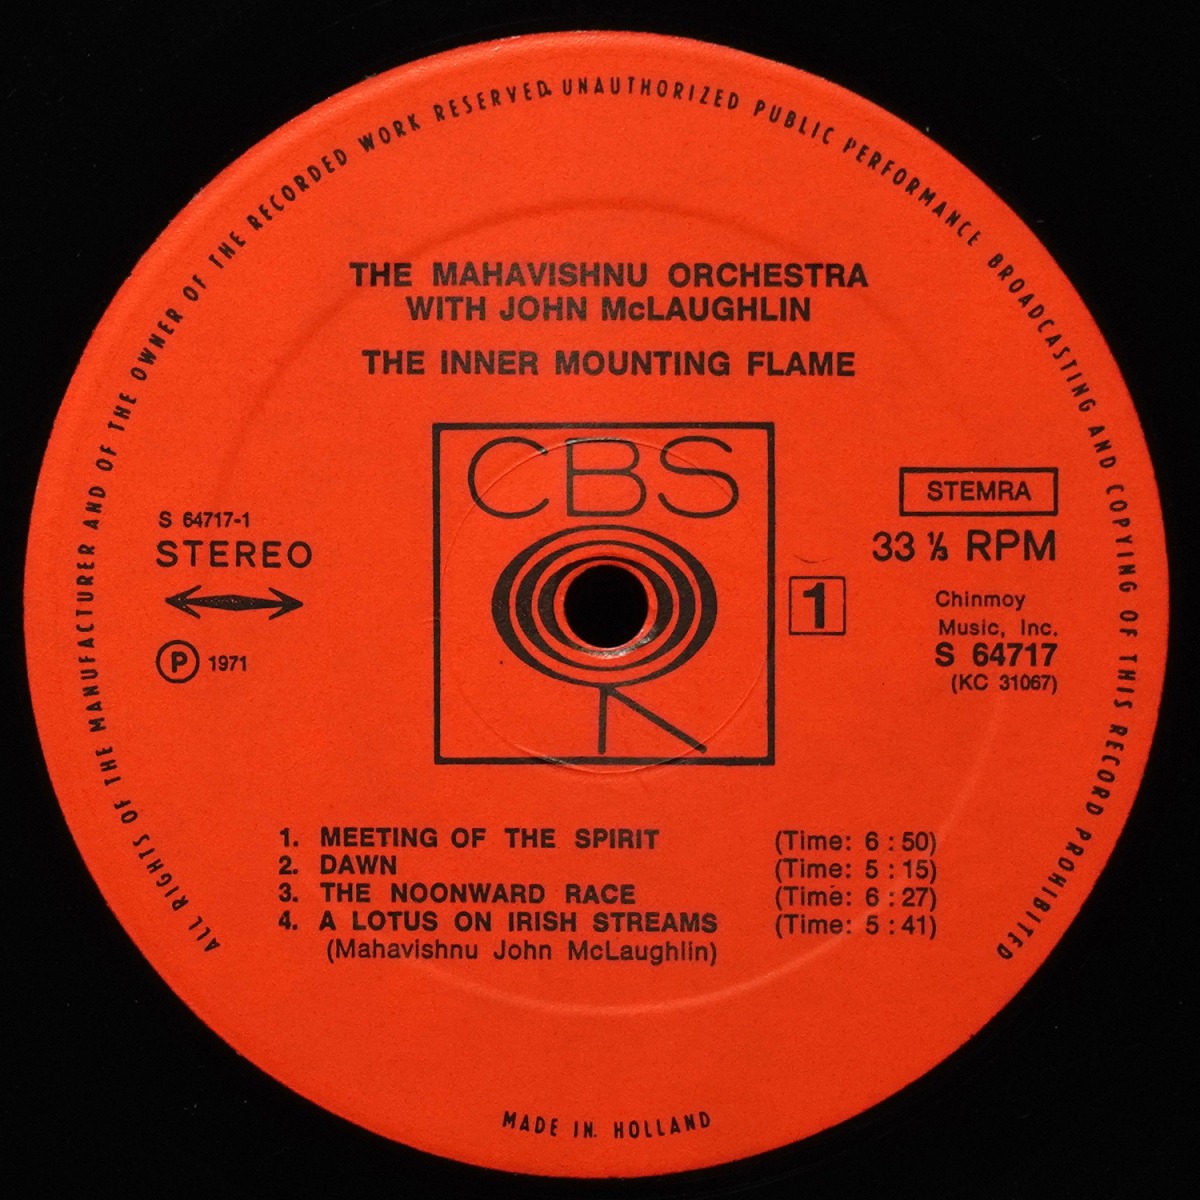 ALL RIGHTS OF THE MANUFACTURER AND OF THE OWNER OF THE RECORDED WORK RESERVED. UNAUTHORIZED PUBLIC PERFORMANCE BROADCASTING AND COPYING OF THIS RECORD PROHIBITED
THE MAHAVISHNU ORCHESTRA
WITH JOHN McLAUGHLIN
THE INNER MOUNTING FLAME
CBS
S 64717-1
STEREO
P 1971
1
STEMRA
33 ⅓ RPM
Chinmoy
Music, Inc.
S 64717
(KC 31067)
1. MEETING OF THE SPIRIT (Time: 6 : 50)
2. DAWN (Time: 5 : 15)
3. THE NOONWARD RACE (Time: 6 : 27)
4. A LOTUS ON IRISH STREAMS (Time: 5 : 41)
(Mahavishnu John McLaughlin)
MADE IN. HOLLAND